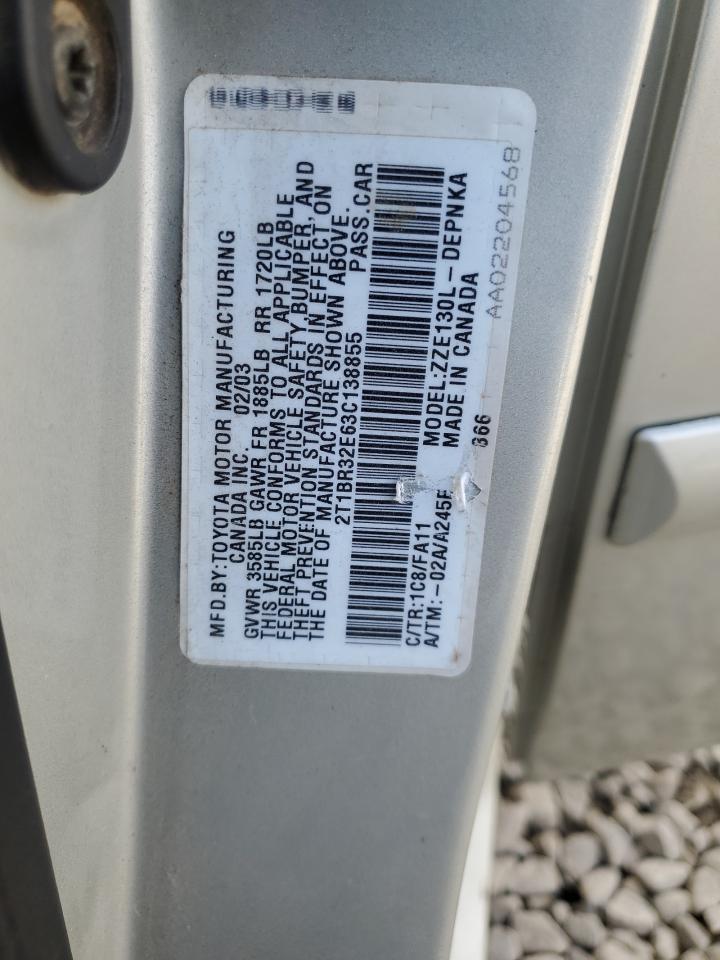 MFD.BY:TOYOTA MOTOR MANUFACTURING
CANADA INC. 02/03
GVWR 3585LB GAWR FR 1885LB RR 1720LB
THIS VEHICLE CONFORMS TO ALL APPLICABLE
FEDERAL MOTOR VEHICLE SAFETY,BUMPER, AND
THEFT PREVENTION STANDARDS IN EFFECT ON
THE DATE OF MANUFACTURE SHOWN ABOVE.
2T1BR32E63C138855 PASS.CAR
C/TR:1C8/FA11 MODEL:ZZE130L-DEPNKA
A/TM:-02A/A245E MADE IN CANADA
366
AA02204568